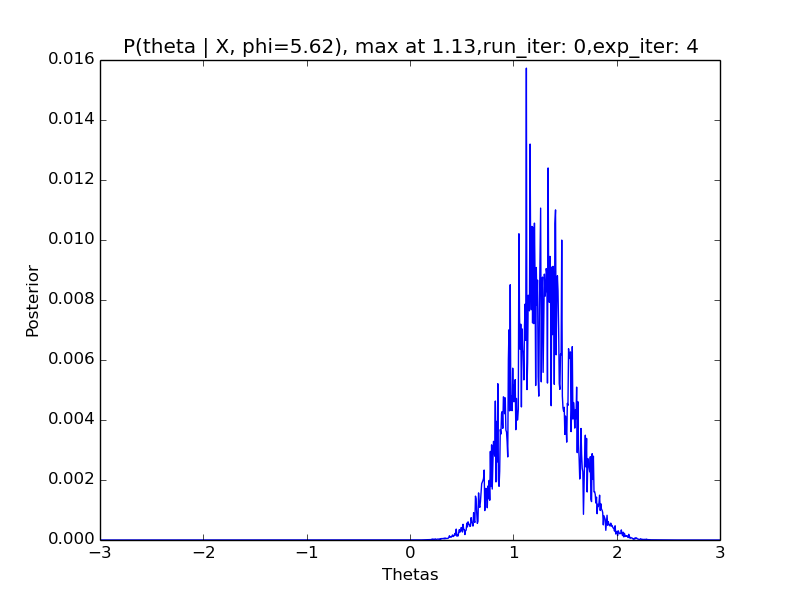 P(theta | X, phi=5.62), max at 1.13,run_iter: 0,exp_iter: 4
0.016
0.014
0.012
0.010
0.008
0.006
0.004
0.002
0.000
Posterior
−3 −2 −1 0 1 2 3
Thetas